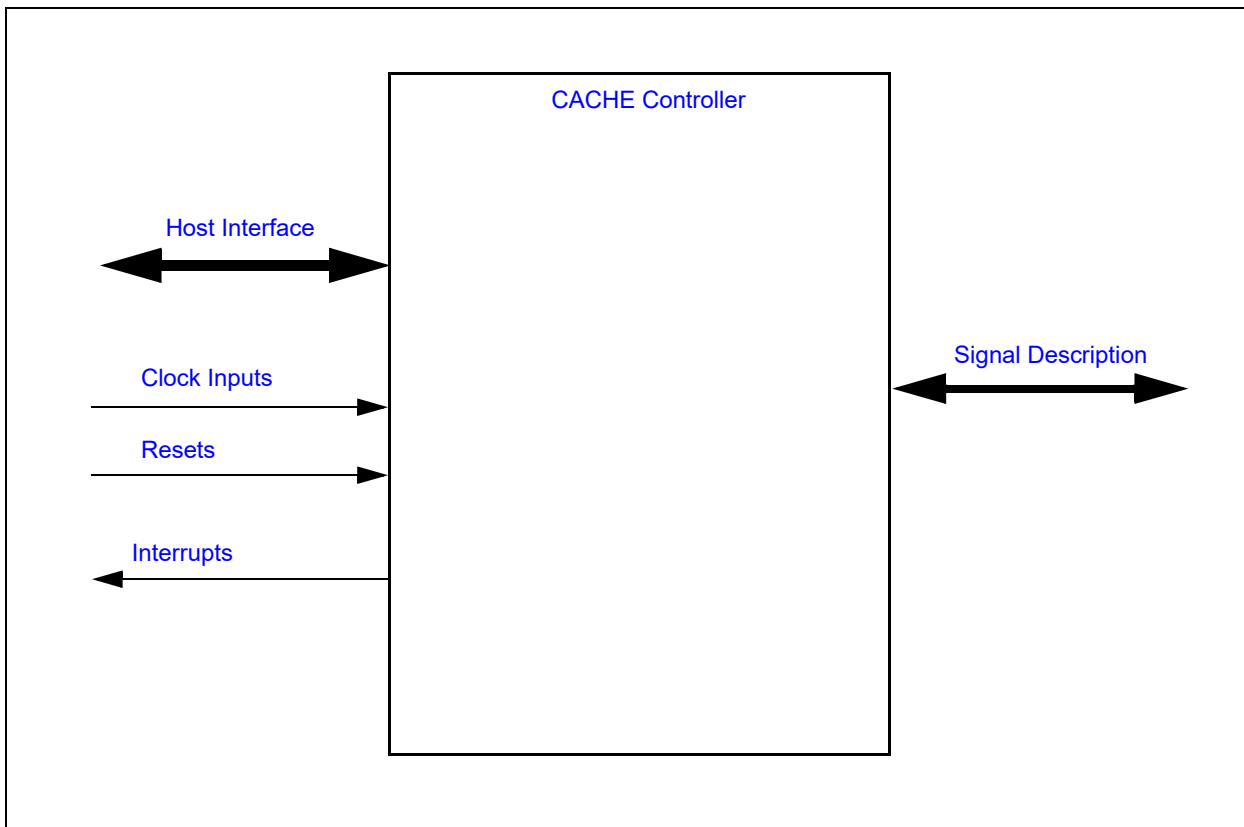 CACHE Controller
Host Interface
Signal Description
Clock Inputs
Resets
Interrupts